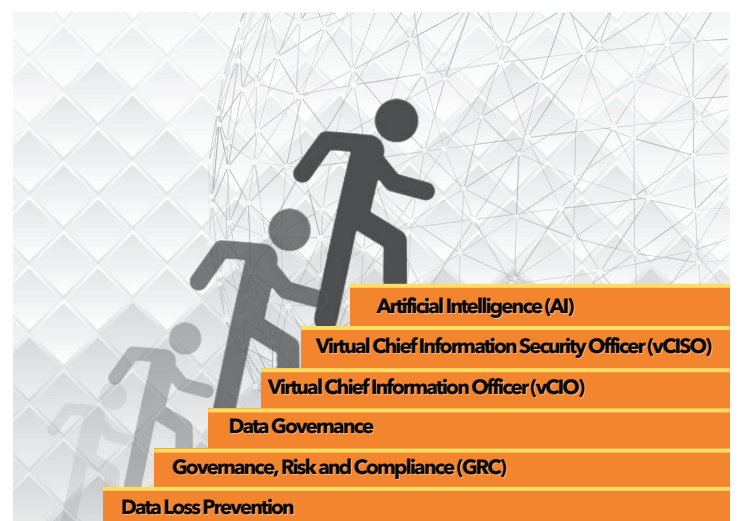 Artificial Intelligence (AI)
Virtual Chief Information Security Officer (vCISO)
Virtual Chief Information Officer (vCIO)
Data Governance
Governance, Risk and Compliance (GRC)
Data Loss Prevention